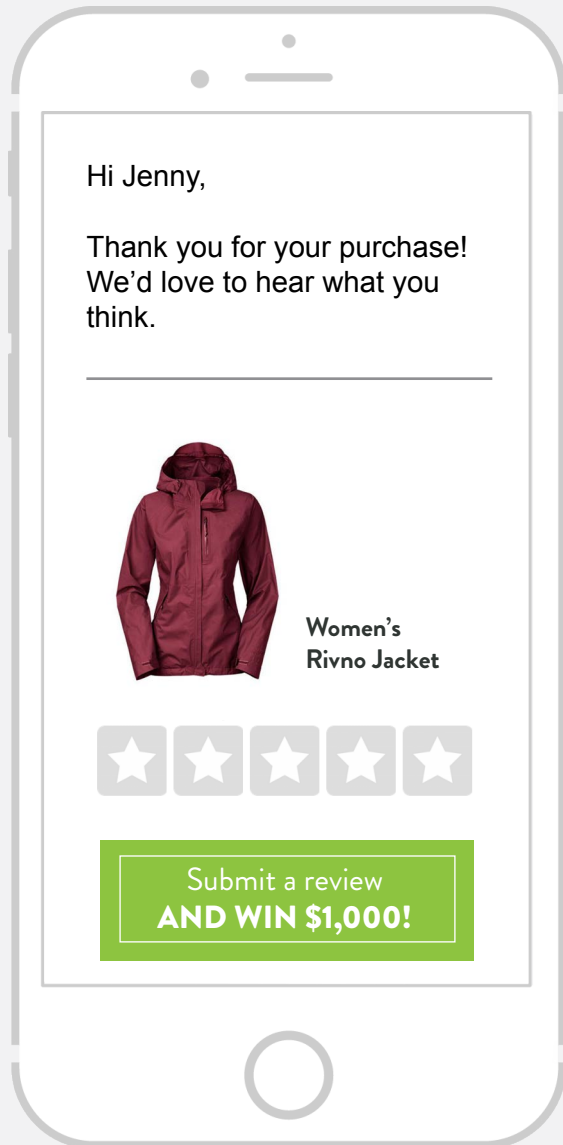 Hi Jenny,
Thank you for your purchase!
We’d love to hear what you
think.
Women’s
Rivno Jacket
Submit a review
AND WIN $1,000!